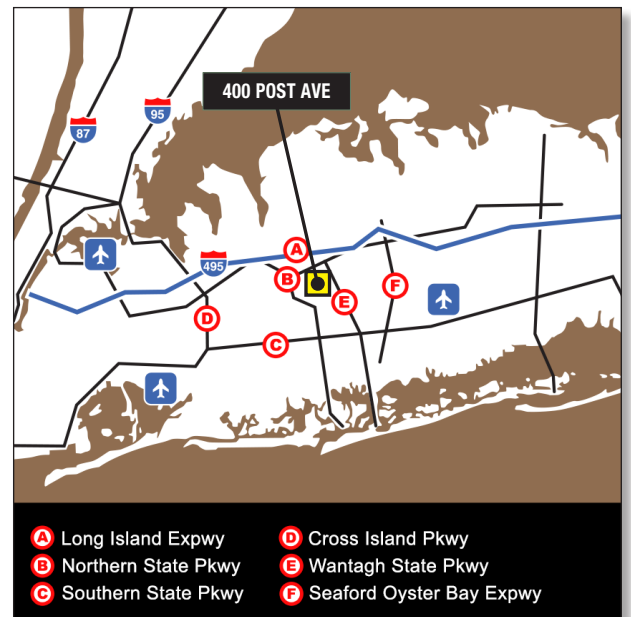 400 POST AVE
95
87
A
495
B
E
F
D
C
A Long Island Expwy
B Northern State Pkwy
C Southern State Pkwy
D Cross Island Pkwy
E Wantagh State Pkwy
F Seaford Oyster Bay Expwy